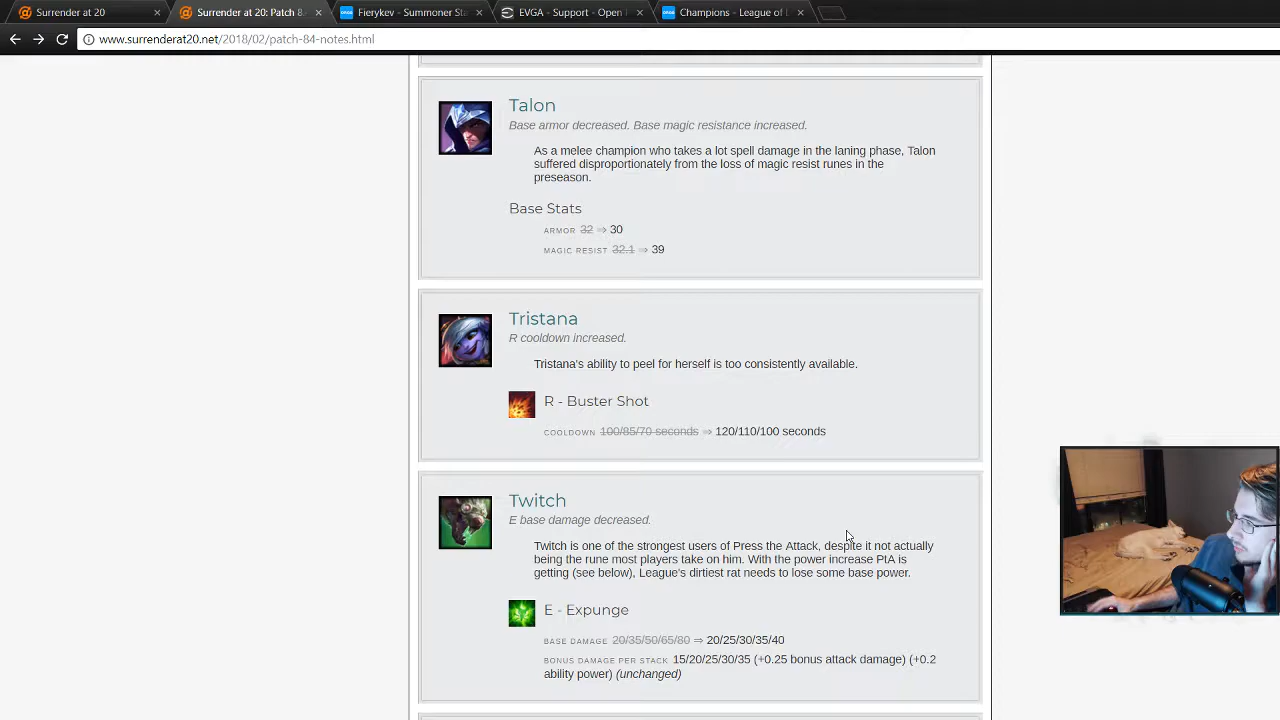 Surrender at 20
Surrender at 20: Patch 8.
Fierykev - Summoner Sta
EVGA - Support - Open
Champions - League of L
www.surrenderat20.net/2018/02/patch-84-notes.html
Talon
Base armor decreased. Base magic resistance increased.
As a melee champion who takes a lot spell damage in the laning phase, Talon
suffered disproportionately from the loss of magic resist runes in the
preseason.
Base Stats
ARMOR 32 ⇒ 30
MAGIC RESIST 32.1 ⇒ 39
Tristana
R cooldown increased.
Tristana's ability to peel for herself is too consistently available.
R - Buster Shot
COOLDOWN 100/85/70 seconds ⇒ 120/110/100 seconds
Twitch
E base damage decreased.
Twitch is one of the strongest users of Press the Attack, despite it not actually
being the rune most players take on him. With the power increase PtA is
getting (see below), League's dirtiest rat needs to lose some base power.
E - Expunge
BASE DAMAGE 20/35/50/65/80 ⇒ 20/25/30/35/40
BONUS DAMAGE PER STACK 15/20/25/30/35 (+0.25 bonus attack damage) (+0.2
ability power) (unchanged)